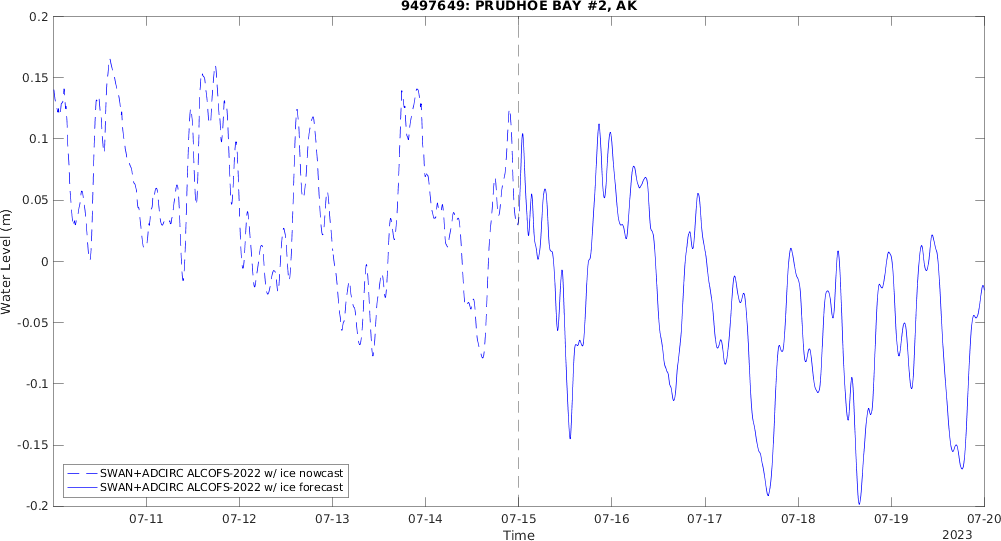 9497649: PRUDHOE BAY #2, AK
0.2
0.15
0.1
0.05
0
-0.05
-0.1
-0.15
-0.2
Water Level (m)
SWAN+ADCIRC ALCOFS-2022 w/ ice nowcast
SWAN+ADCIRC ALCOFS-2022 w/ ice forecast
07-11 07-12 07-13 07-14 07-15 07-16 07-17 07-18 07-19 07-20
Time
2023